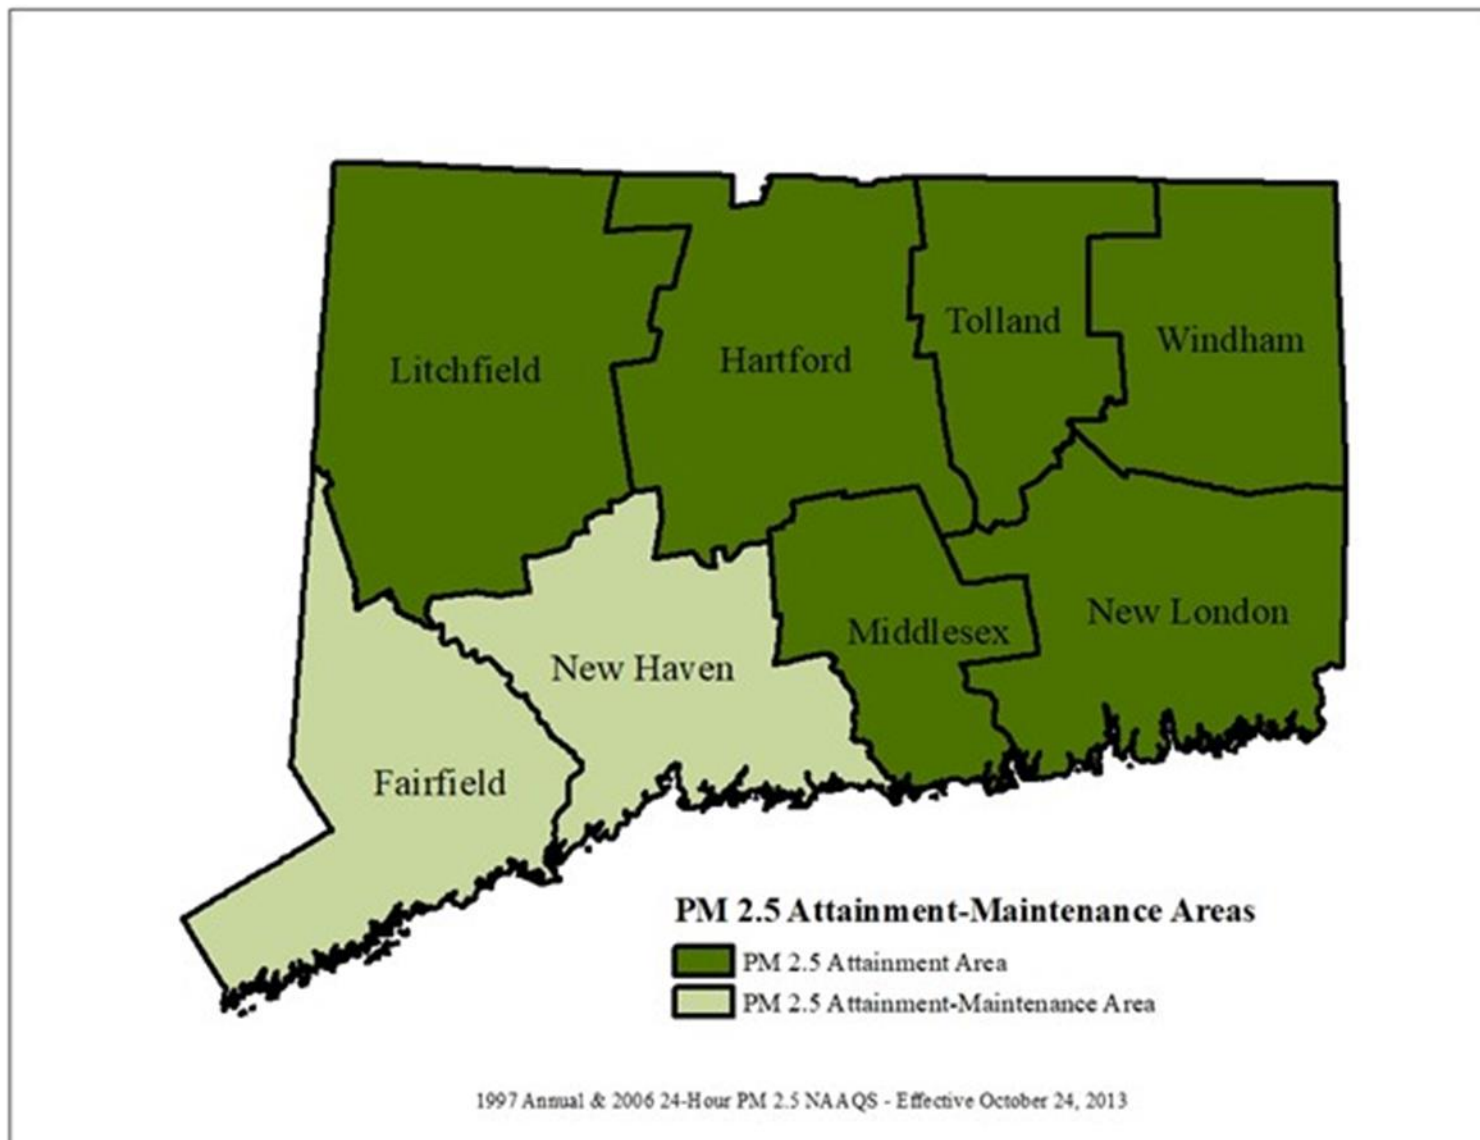 Tolland
Windham
Hartford
Litchfield
New London
Middlesex
New Haven
Fairfield
PM 2.5 Attainment-Maintenance Areas
PM 2.5 Attainment Area
PM 2.5 Attainment-Maintenance Area
1997 Annual & 2006 24-Hour PM 2.5 NAAQS - Effective October 24, 2013